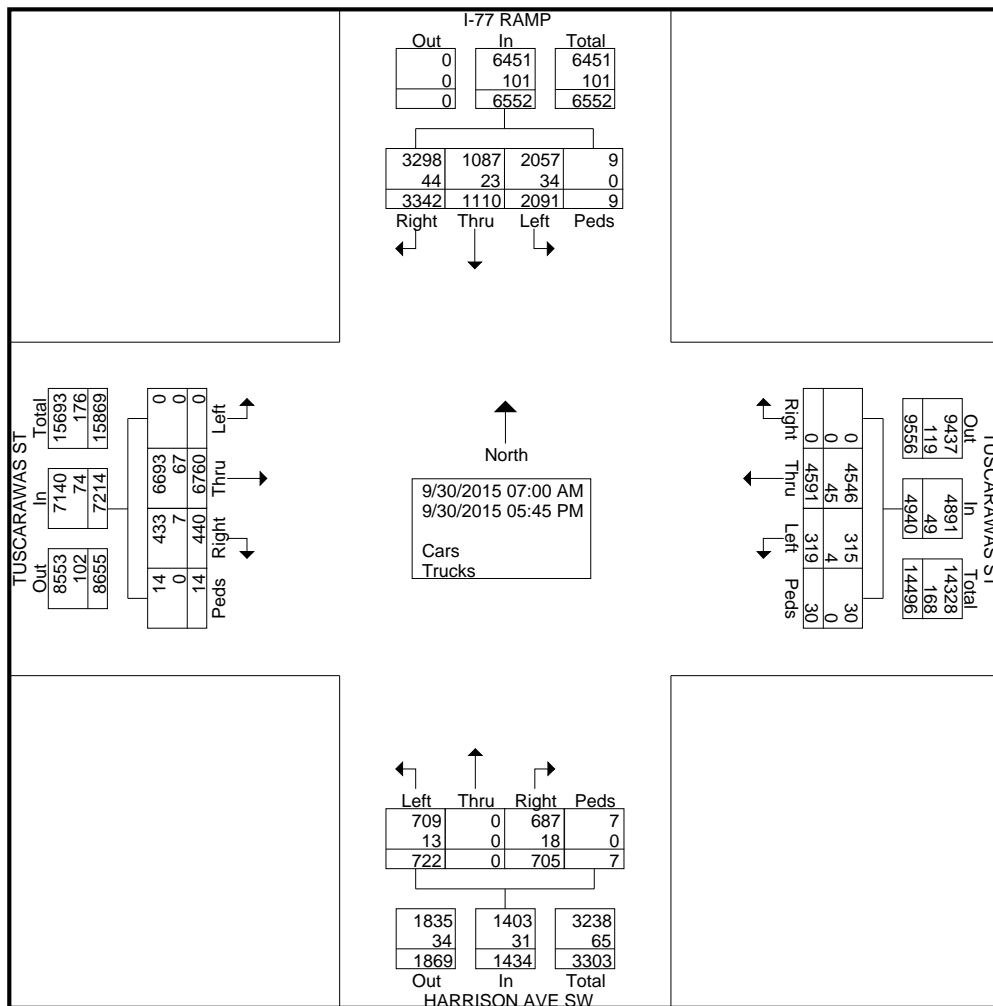 I-77 RAMP
Out In Total
0 6451 6451
0 101 101
0 6552 6552
3298 1087 2057 9
44 23 34 0
3342 1110 2091 9
Right Thru Left Peds
TUSCARAWAS ST
Total In Out
15693 7140 8553
176 74 102
15869 7214 8655
0 6693 433 14
0 67 7 0
0 6760 440 14
Left Thru Right Peds
North
9/30/2015 07:00 AM
9/30/2015 05:45 PM
Cars
Trucks
Right Thru Left Peds
0 4546 315 30
0 45 4 0
0 4591 319 30
TUSCARAWAS ST
Out In Total
9437 4891 14328
119 49 168
9556 4940 14496
Left Thru Right Peds
709 0 687 7
13 0 18 0
722 0 705 7
1835 1403 3238
34 31 65
1869 1434 3303
Out In Total
HARRISON AVE SW